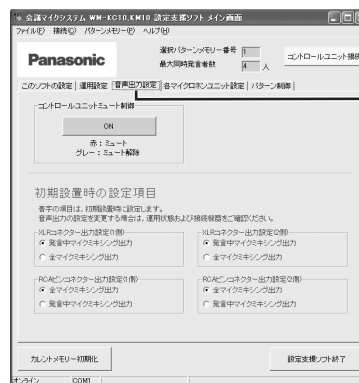 会議マイクシステム WM-KC10,KM10 設定支援ソフト メイン画面
ファイル(F) 接続(C) パターンメモリー(P) ヘルプ(H)
Panasonic
選択パターンメモリー番号 1
最大同時発言者数 4 人
コントロールユニット接続
このソフトの設定 運用設定 音声出力設定 各マイクロホンユニット設定 パターン制御
コントロールユニットミュート制御
ON
赤：ミュート
グレー：ミュート解除
初期設置時の設定項目
青字の項目は、初期設置時に設定します。
音声出力の設定を変更する場合は、運用状態および接続機器をご確認ください。
XLRコネクター出力設定(1側) XLRコネクター出力設定(2側)
発言中マイクミキシング出力 発言中マイクミキシング出力
全マイクミキシング出力 全マイクミキシング出力
RCAピンコネクター出力設定(1側) RCAピンコネクター出力設定(2側)
全マイクミキシング出力 全マイクミキシング出力
発言中マイクミキシング出力 発言中マイクミキシング出力
カレントメモリー初期化 設定支援ソフト終了
オンライン COM1